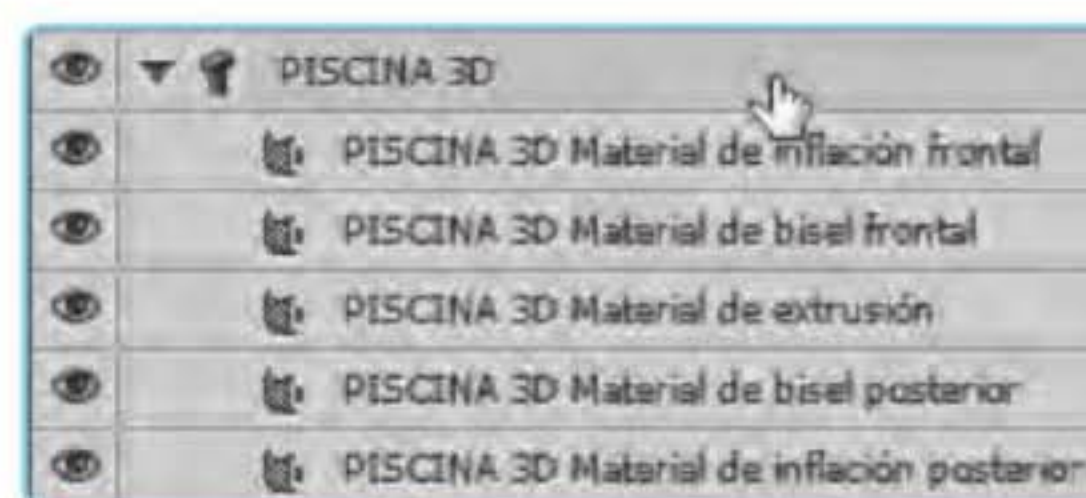 PISCINA 3D
PISCINA 3D Material de inflación frontal
PISCINA 3D Material de bisel frontal
PISCINA 3D Material de extrusión
PISCINA 3D Material de bisel posterior
PISCINA 3D Material de inflación posterior